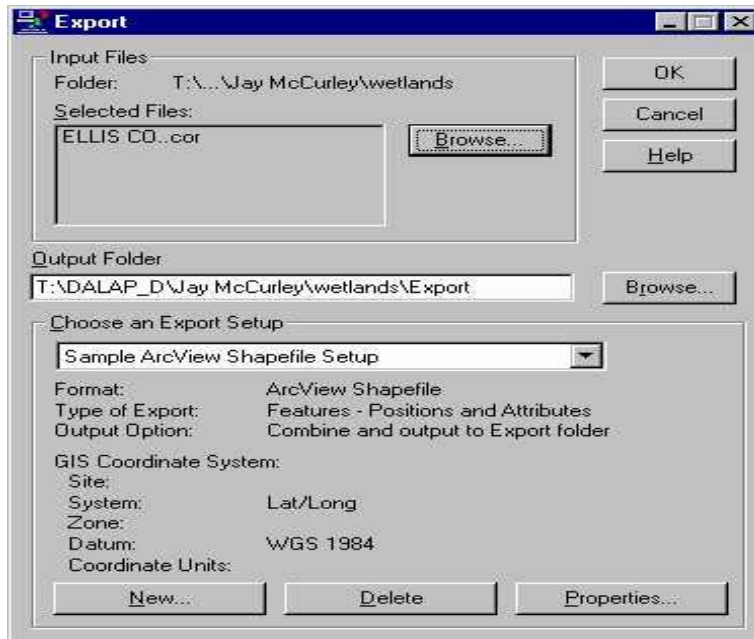 Export
Input Files
Folder: T:\...\Jay McCurley\wetlands
Selected Files:
ELLIS CO..cor
Browse...
OK
Cancel
Help
Output Folder
T:\DALAP_D\Jay McCurley\wetlands\Export
Browse...
Choose an Export Setup
Sample ArcView Shapefile Setup
Format: ArcView Shapefile
Type of Export: Features - Positions and Attributes
Output Option: Combine and output to Export folder
GIS Coordinate System:
Site:
System: Lat/Long
Zone:
Datum: WGS 1984
Coordinate Units:
New... Delete Properties...